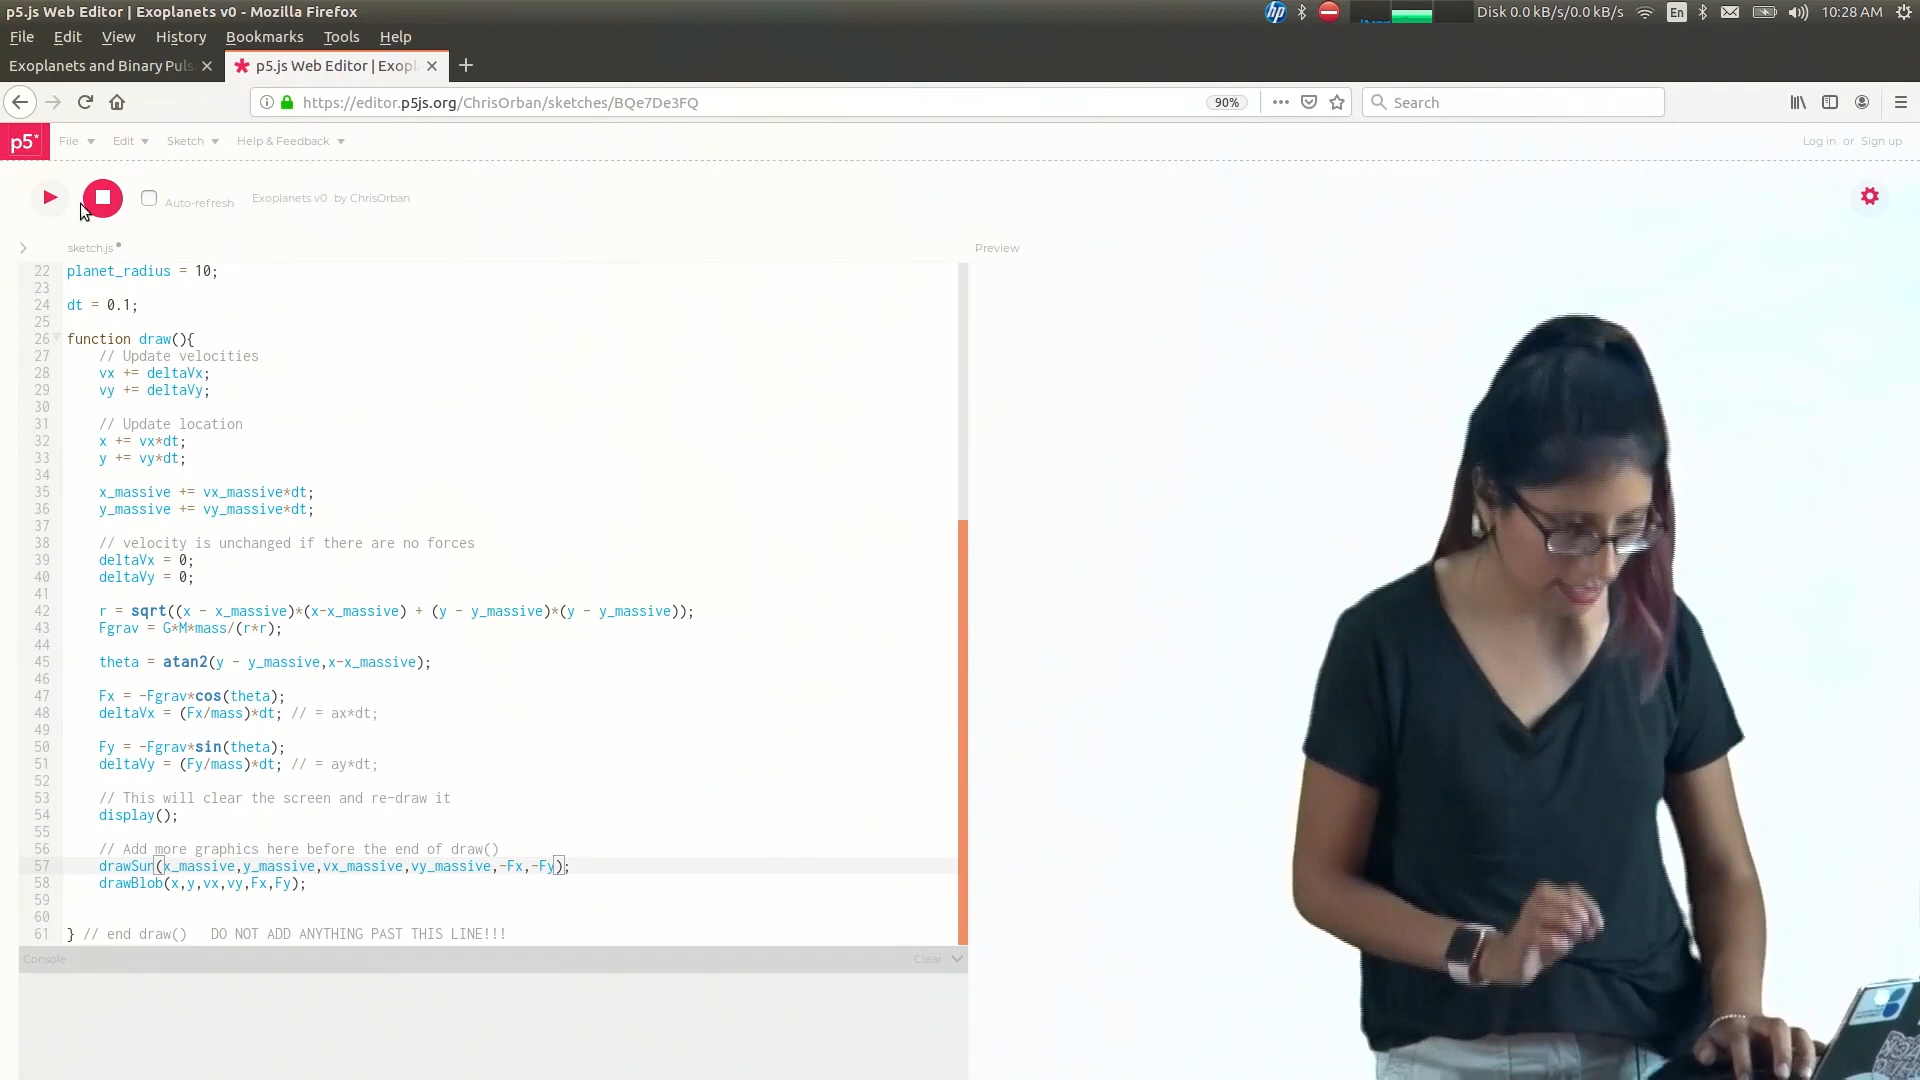 p5.js Web Editor | Exoplanets v0 - Mozilla Firefox
Disk 0.0 kB/s/0.0 kB/s En 10:28 AM
File Edit View History Bookmarks Tools Help
Exoplanets and Binary Puls
p5.js Web Editor | Exopl
https://editor.p5js.org/ChrisOrban/sketches/BQe7De3FQ
90%
Search
p5* File Edit Sketch Help & Feedback
Log in or Sign up
Auto-refresh
Exoplanets v0 by ChrisOrban
sketch.js
Preview
22 planet_radius = 10;
23
24 dt = 0.1;
25
26 function draw(){
27 // Update velocities
28 vx += deltaVx;
29 vy += deltaVy;
30
31 // Update location
32 x += vx*dt;
33 y += vy*dt;
34
35 x_massive += vx_massive*dt;
36 y_massive += vy_massive*dt;
37
38 // velocity is unchanged if there are no forces
39 deltaVx = 0;
40 deltaVy = 0;
41
42 r = sqrt((x - x_massive)*(x-x_massive) + (y - y_massive)*(y - y_massive));
43 Fgrav = G*M*mass/(r*r);
44
45 theta = atan2(y - y_massive,x-x_massive);
46
47 Fx = -Fgrav*cos(theta);
48 deltaVx = (Fx/mass)*dt; // = ax*dt;
49
50 Fy = -Fgrav*sin(theta);
51 deltaVy = (Fy/mass)*dt; // = ay*dt;
52
53 // This will clear the screen and re-draw it
54 display();
55
56 // Add more graphics here before the end of draw()
57 drawSun(x_massive,y_massive,vx_massive,vy_massive,-Fx,-Fy);
58 drawBlob(x,y,vx,vy,Fx,Fy);
59
60
61 } // end draw() DO NOT ADD ANYTHING PAST THIS LINE!!!
Console
Clear